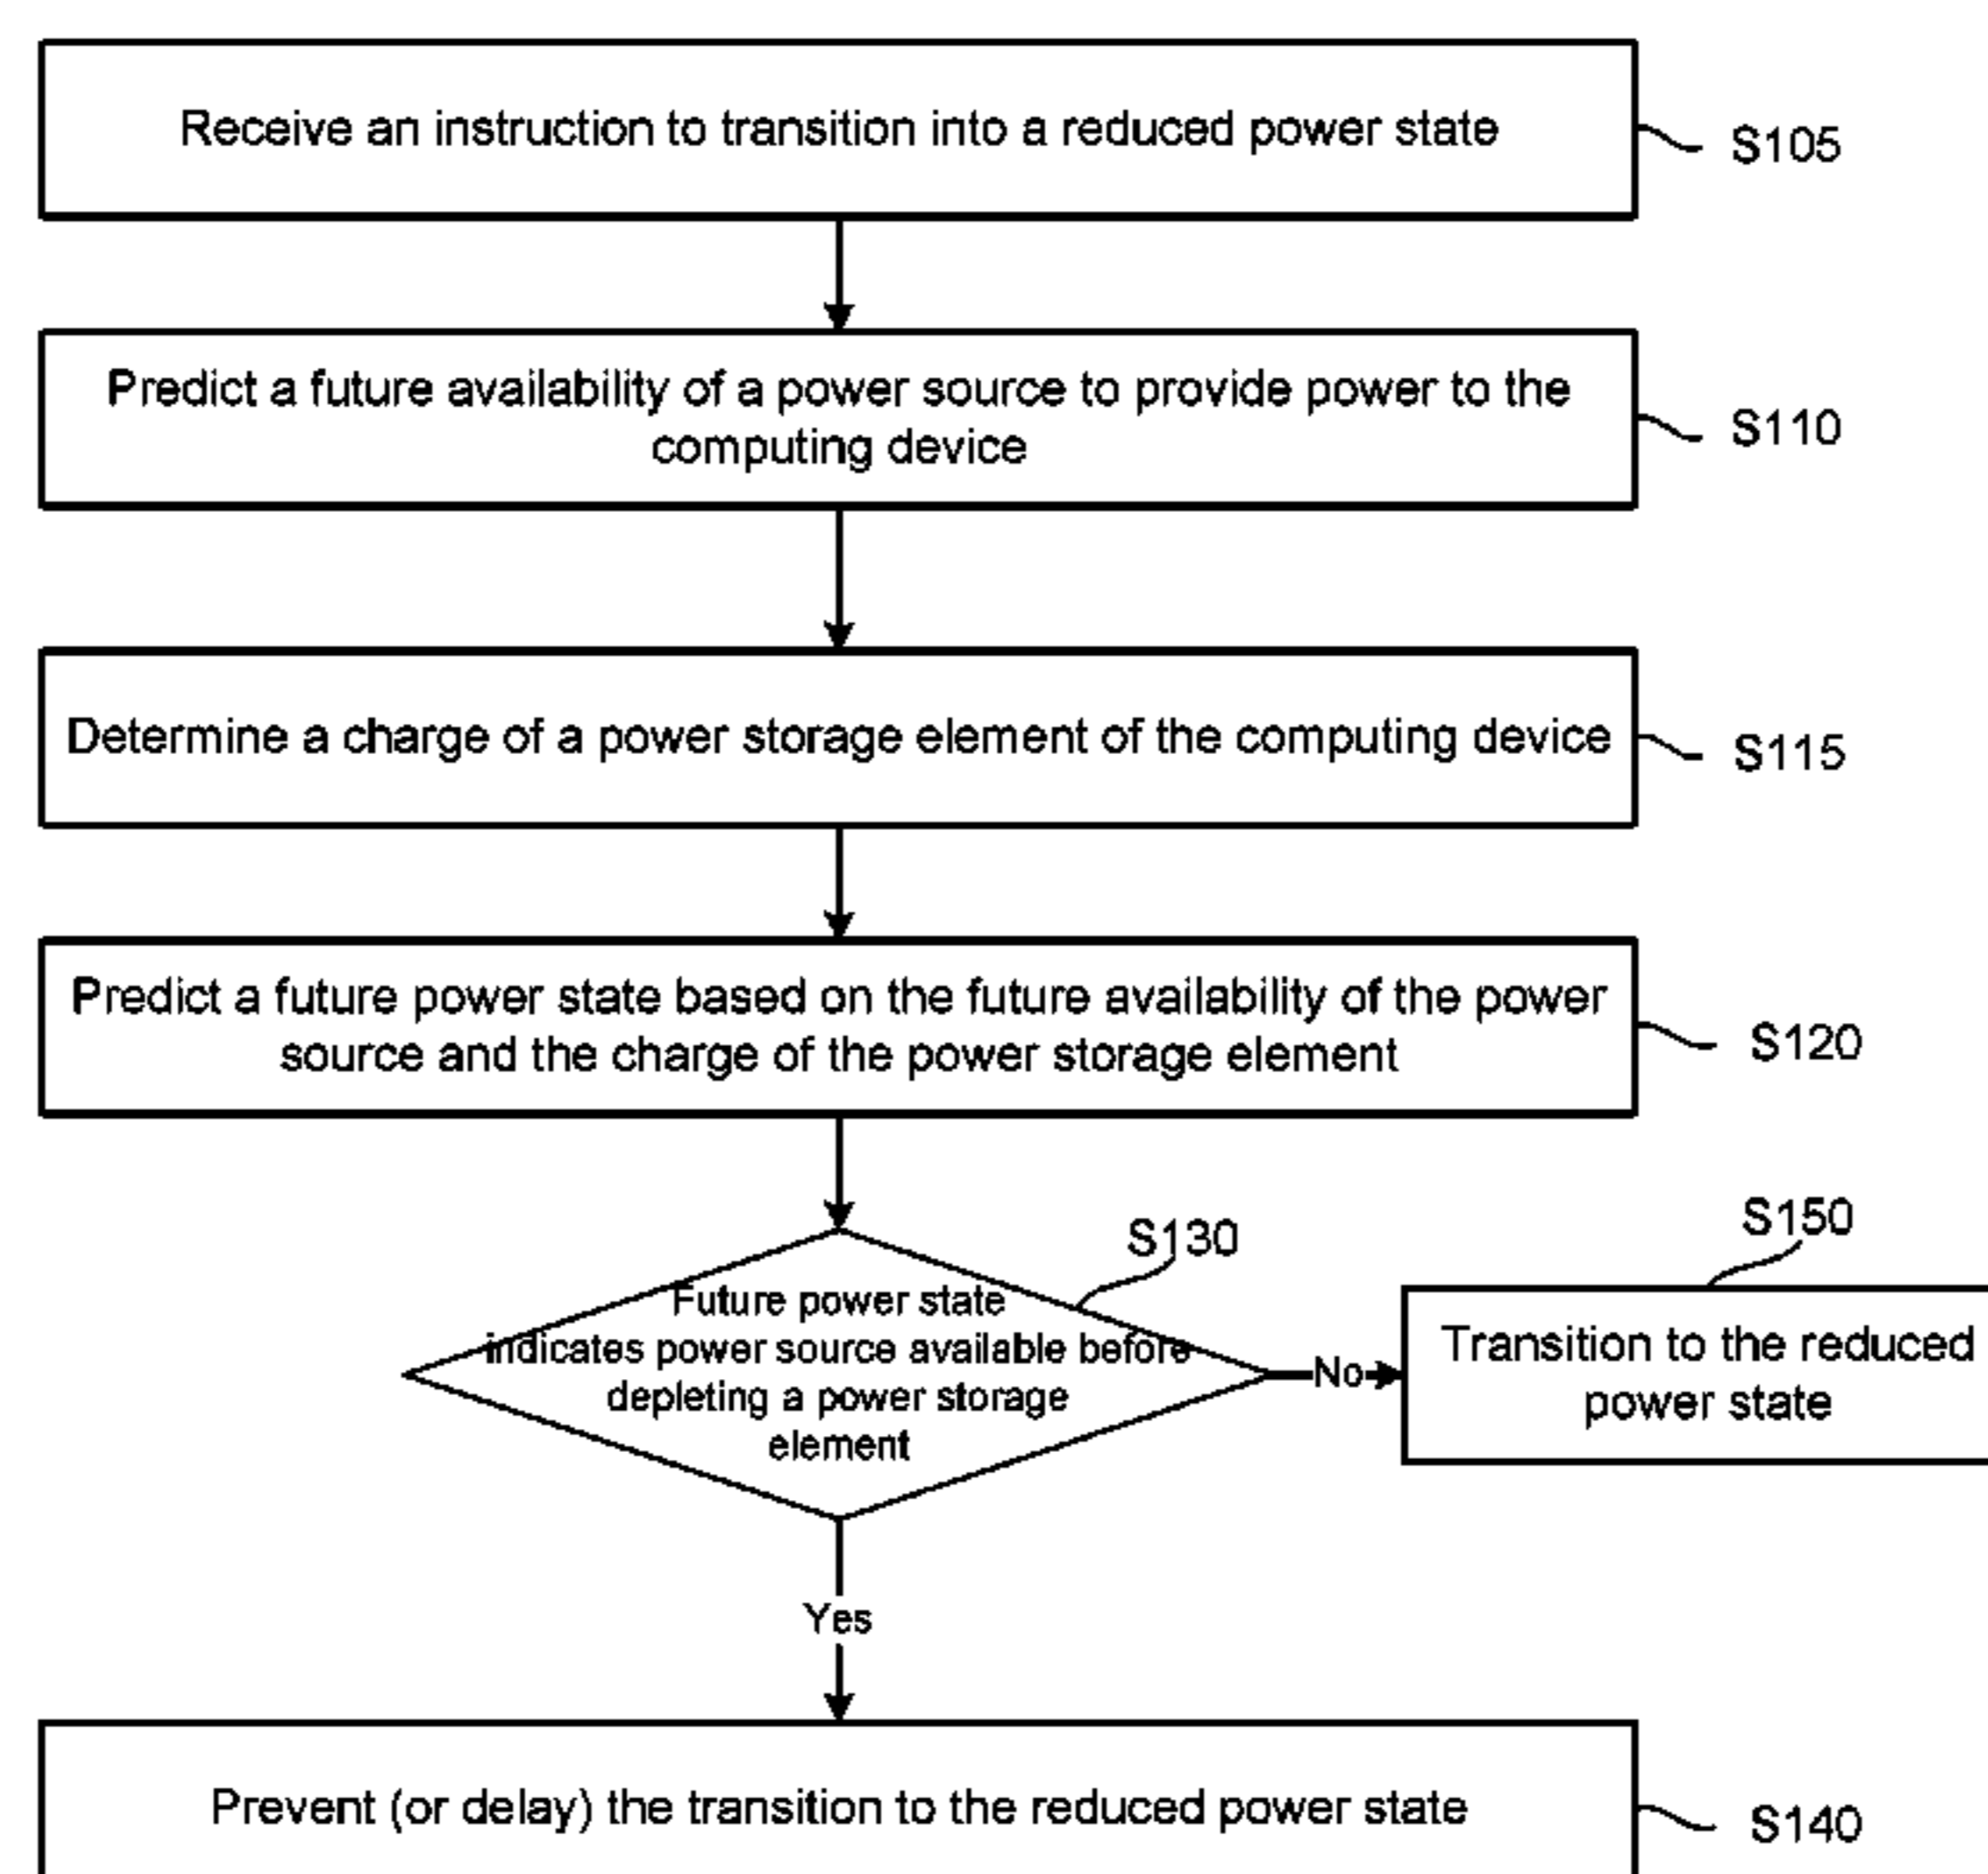 Receive an instruction to transition into a reduced power state
S105
Predict a future availability of a power source to provide power to the
computing device
S110
Determine a charge of a power storage element of the computing device
S115
Predict a future power state based on the future availability of the power
source and the charge of the power storage element
S120
S130
Future power state
indicates power source available before
depleting a power storage
element
No
S150
Transition to the reduced
power state
Yes
Prevent (or delay) the transition to the reduced power state
S140